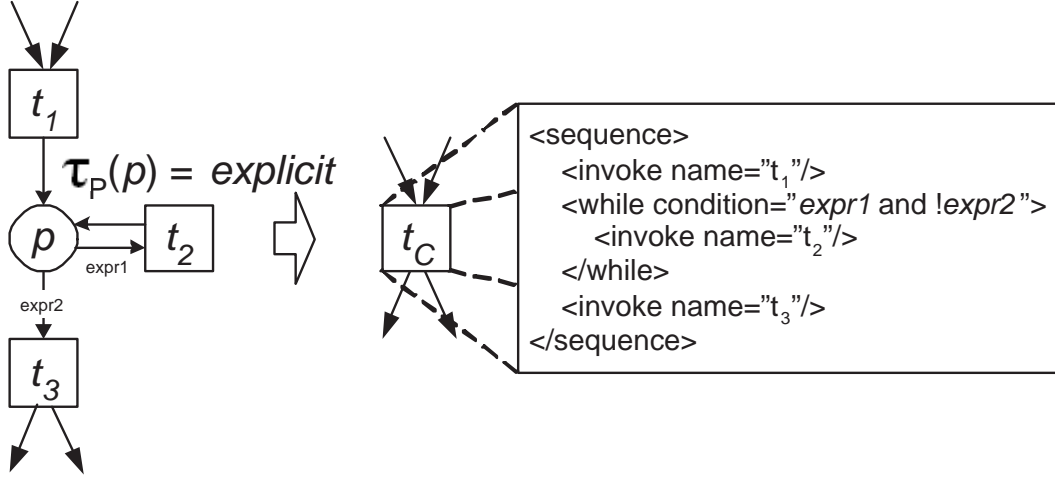 t1
τP(p) = explicit
p
t2
expr1
expr2
t3
tC
<sequence>
<invoke name=”t1”/>
<while condition=”expr1 and !expr2”>
<invoke name=”t2”/>
</while>
<invoke name=”t3”/>
</sequence>